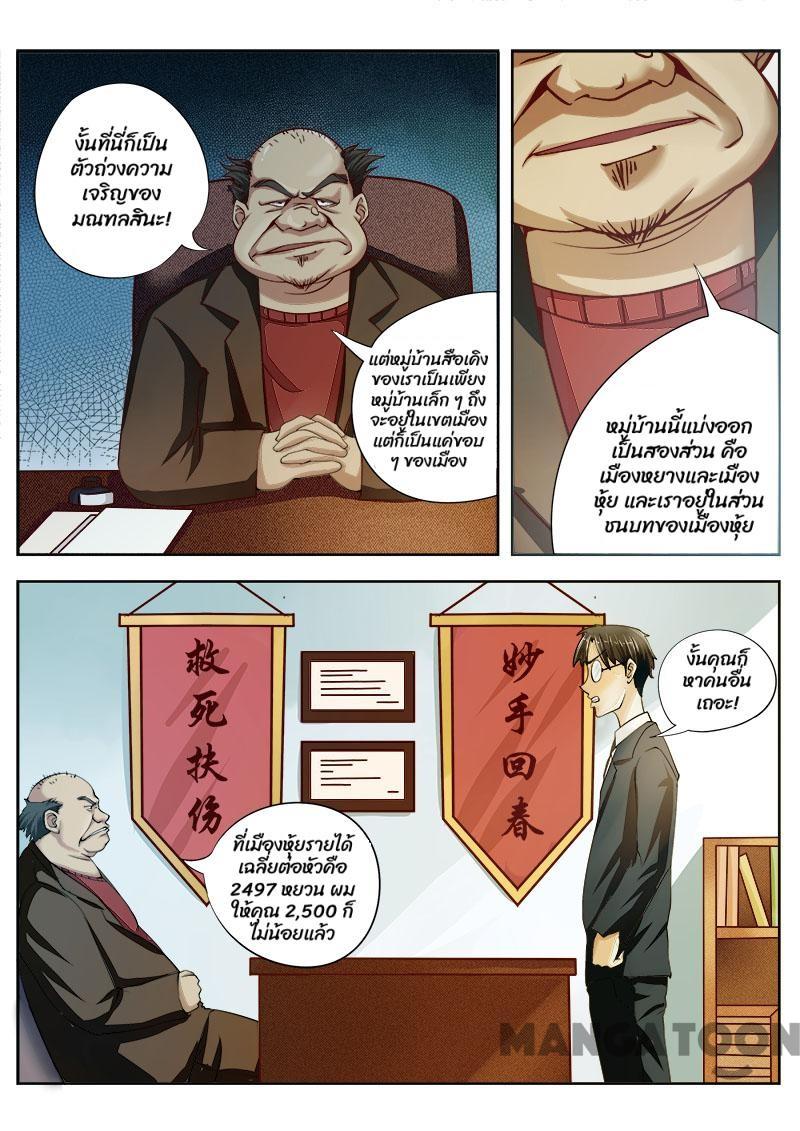 งั้นที่นี่ก็เป็น
ตัวถ่วงความ
เจริญของ
มณฑลสินะ!
แต่หมู่บ้านสือเคิง
ของเราเป็นเพียง
หมู่บ้านเล็ก ๆ ถึง
จะอยู่ในเขตเมือง
แต่ก็เป็นแค่ขอบ
ๆ ของเมือง
หมู่บ้านนี้แบ่งออก
เป็นสองส่วน คือ
เมืองหยางและเมือง
หุ้ย และเราอยู่ในส่วน
ชนบทของเมืองหุ้ย
救死扶伤
妙手回春
งั้นคุณก็
หาคนอื่น
เถอะ!
ที่เมืองหุ้ยรายได้
เฉลี่ยต่อหัวคือ
2497 หยวน ผม
ให้คุณ 2,500 ก็
ไม่น้อยแล้ว
MANGATOON